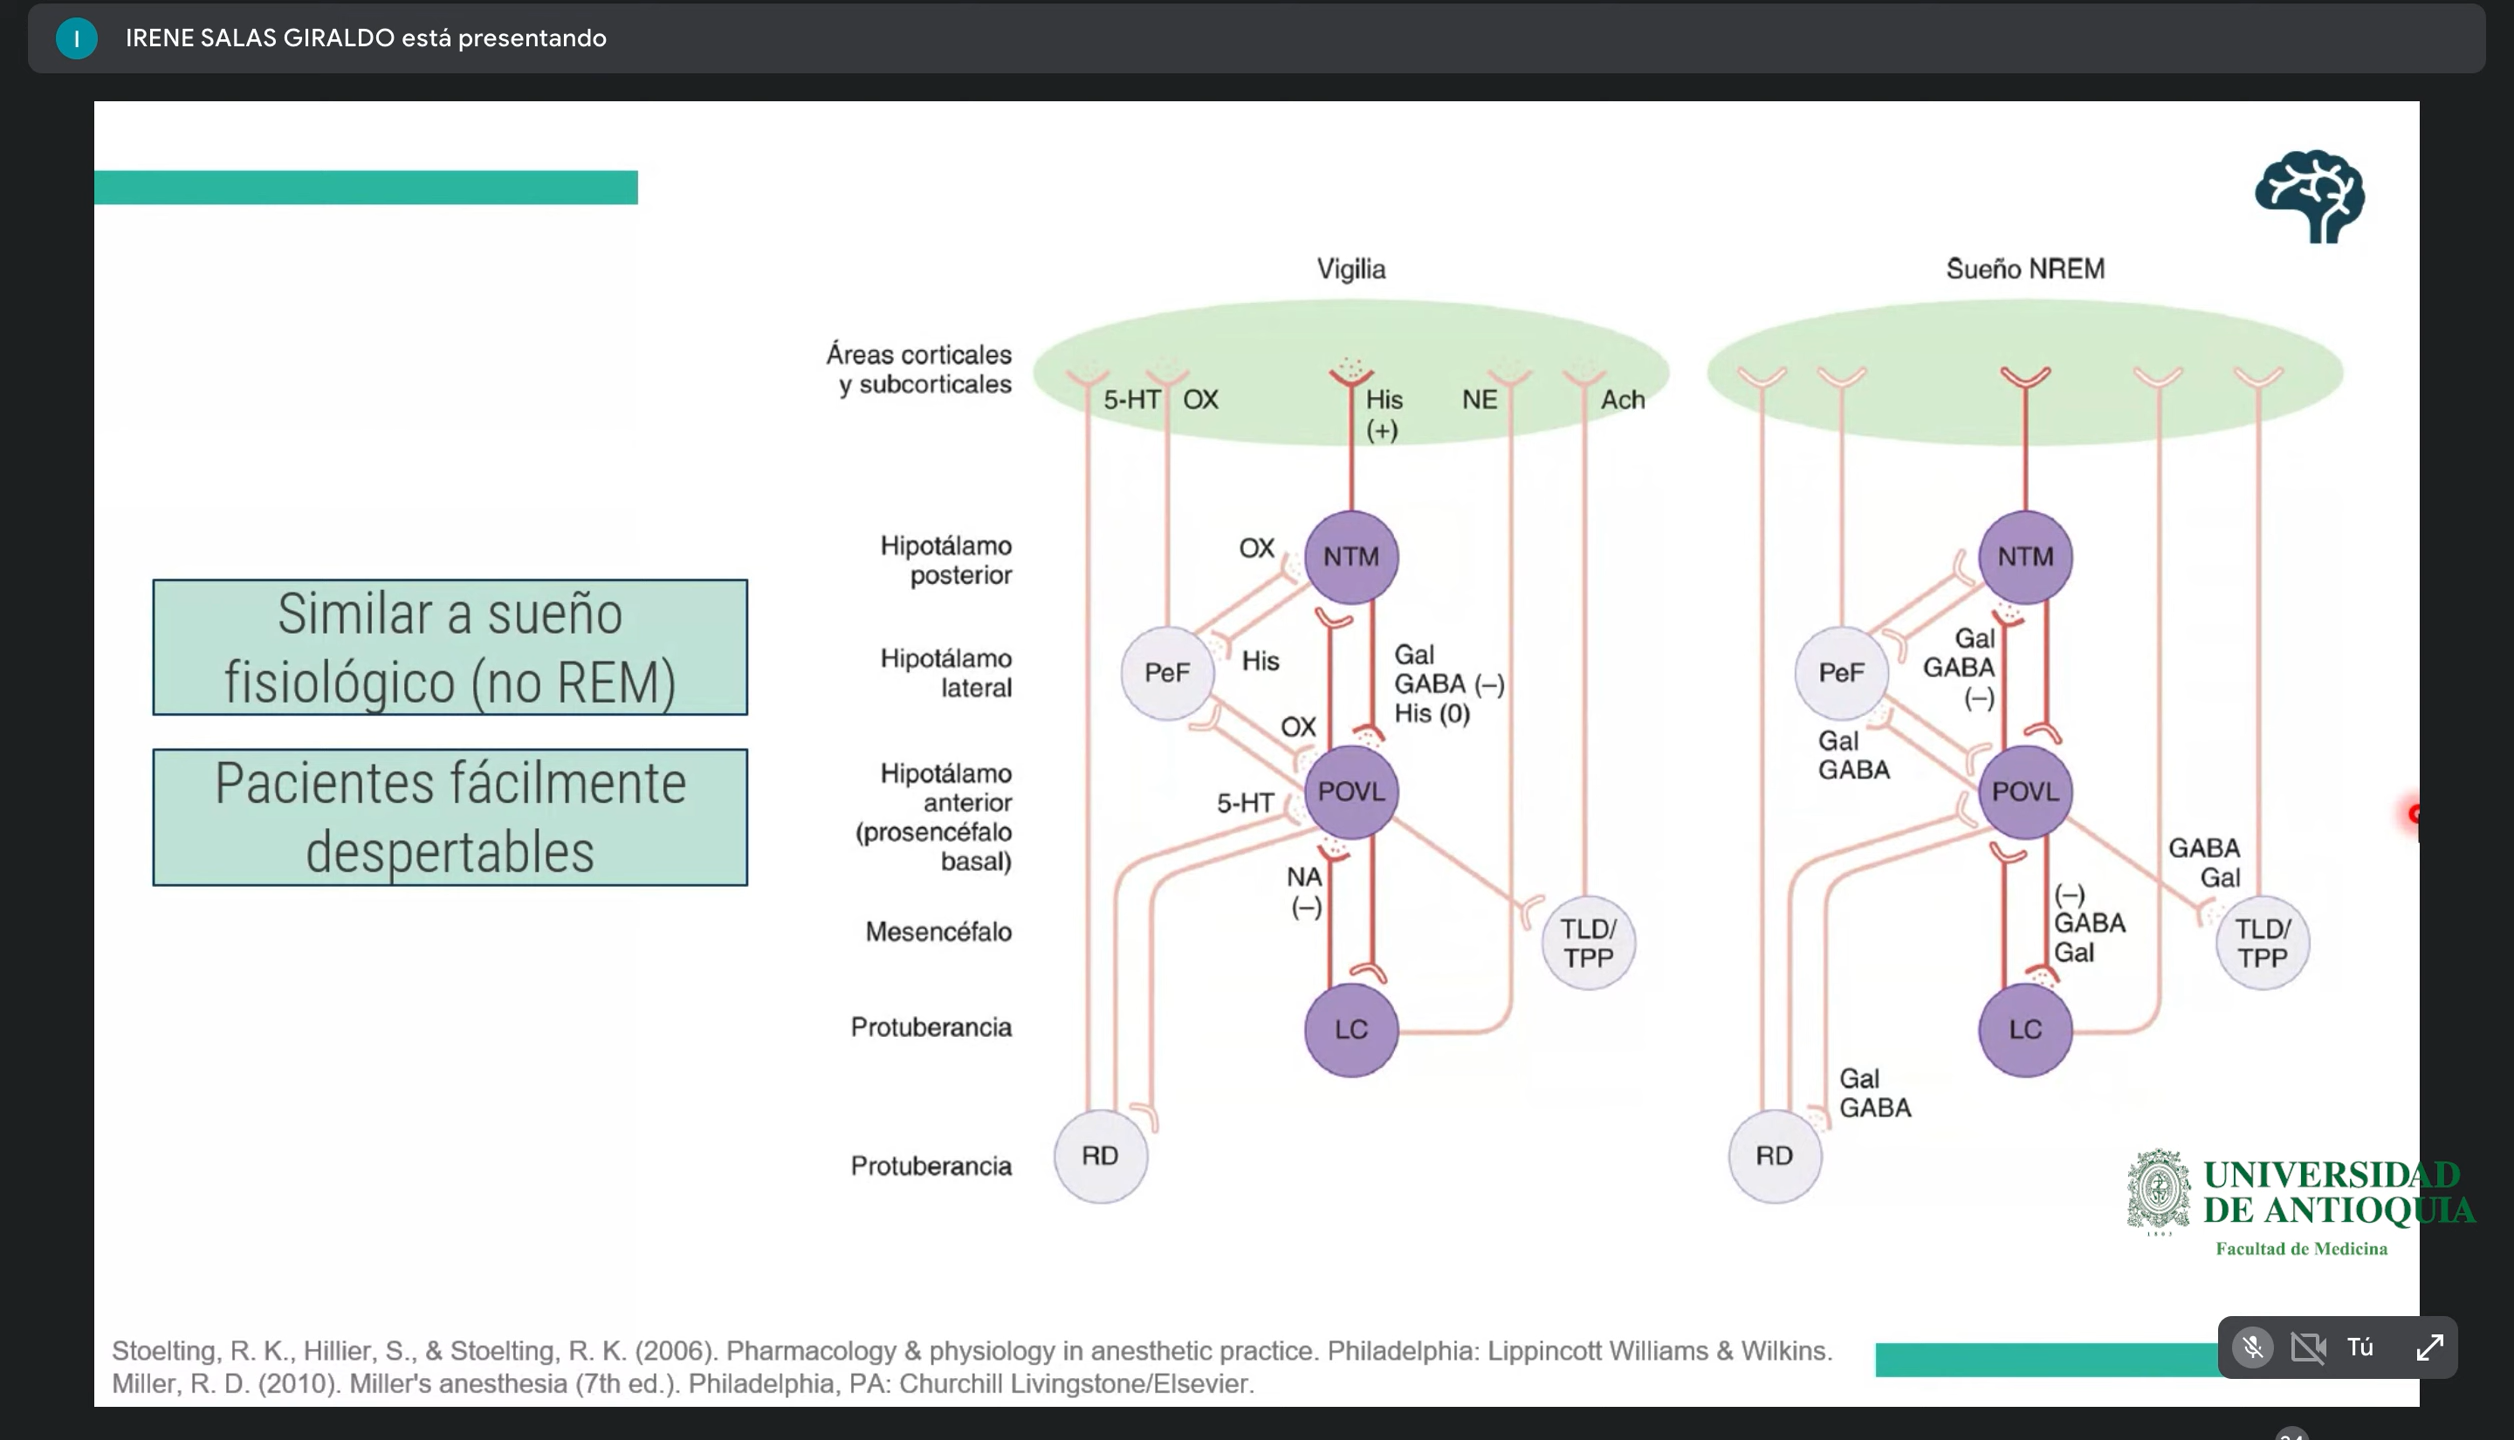 I
IRENE SALAS GIRALDO está presentando
Vigilia
Sueño NREM
Áreas corticales
y subcorticales
5-HT
OX
His
(+)
NE
Ach
Hipotálamo
posterior
OX
NTM
NTM
Similar a sueño
fisiológico (no REM)
Hipotálamo
lateral
PeF
His
Gal
GABA (–)
His (0)
PeF
Gal
GABA
(–)
OX
Gal
GABA
Pacientes fácilmente
despertables
Hipotálamo
anterior
(prosencéfalo
basal)
5-HT
POVL
POVL
NA
(–)
GABA
Gal
(–)
GABA
Gal
Mesencéfalo
TLD/
TPP
TLD/
TPP
Protuberancia
LC
LC
Gal
GABA
Protuberancia
RD
RD
1803
UNIVERSIDAD
DE ANTIOQUIA
Facultad de Medicina
Stoelting, R. K., Hillier, S., & Stoelting, R. K. (2006). Pharmacology & physiology in anesthetic practice. Philadelphia: Lippincott Williams & Wilkins.
Miller, R. D. (2010). Miller's anesthesia (7th ed.). Philadelphia, PA: Churchill Livingstone/Elsevier.
Tú